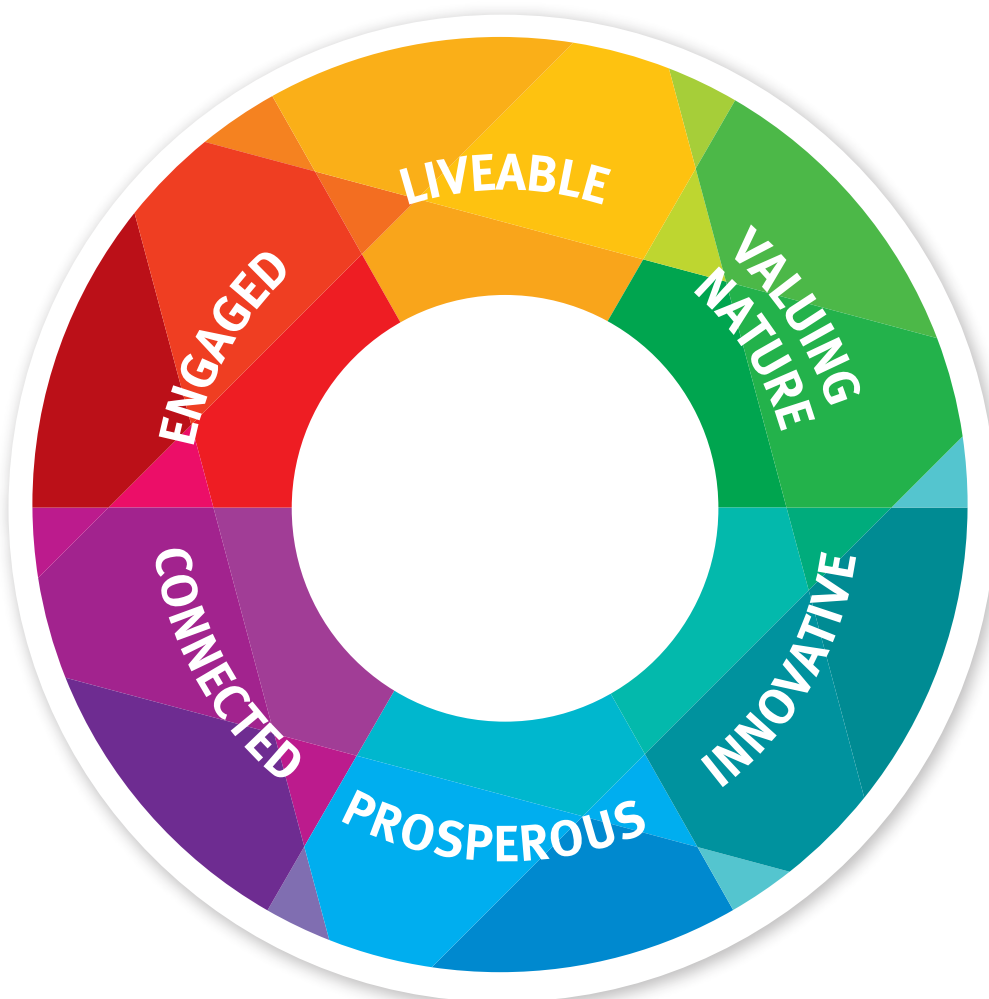 LIVEABLE
VALUING
NATURE
INNOVATIVE
PROSPEROUS
CONNECTED
ENGAGED